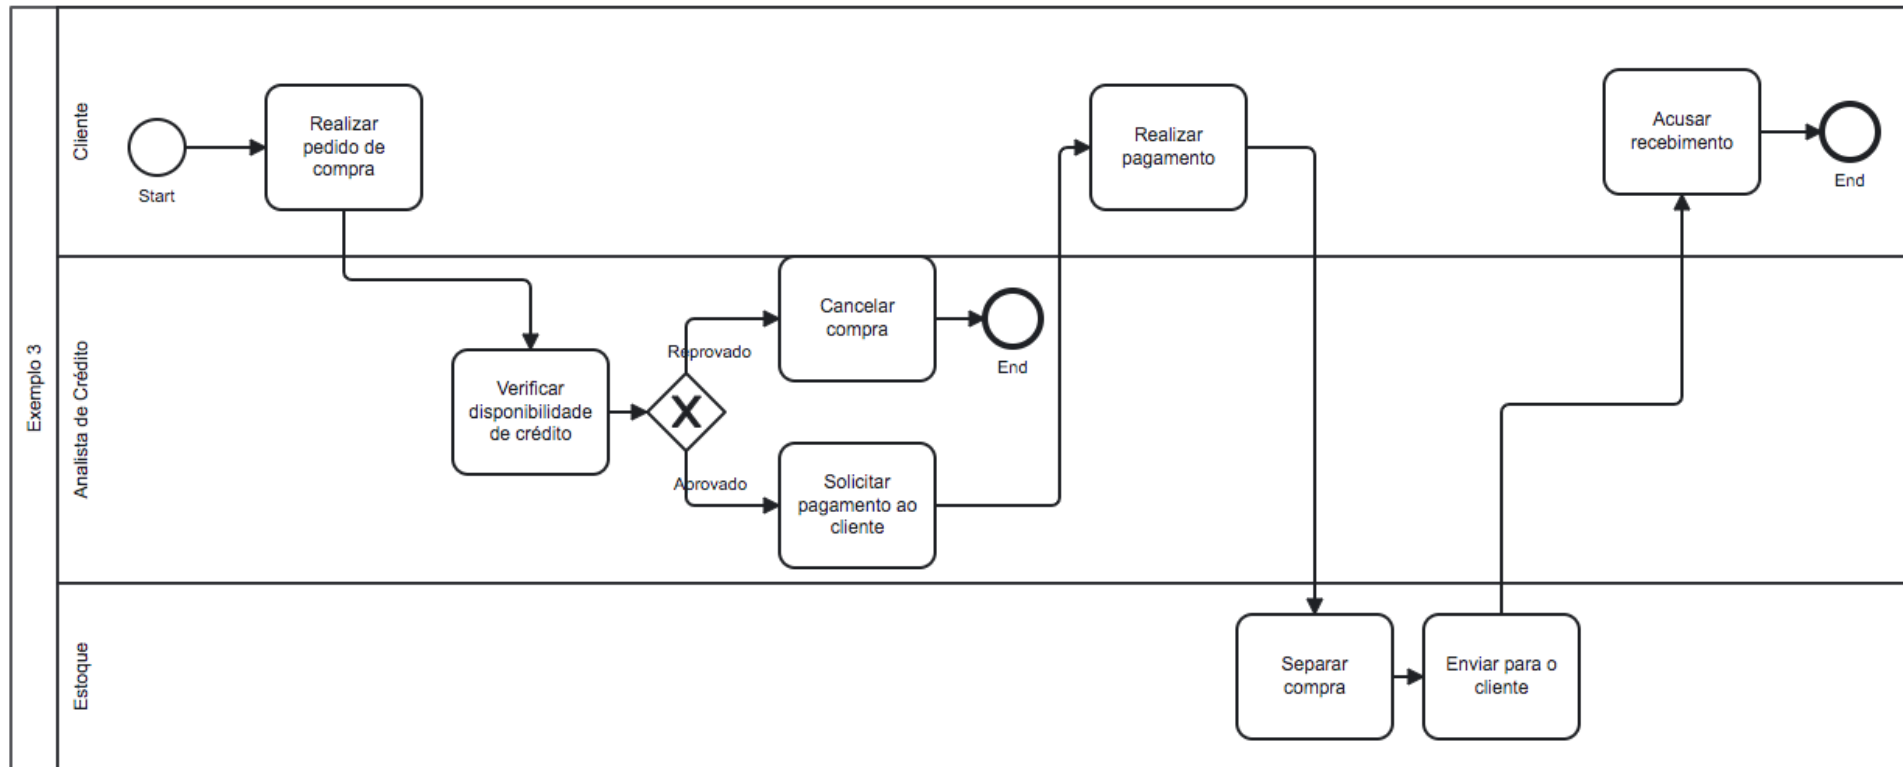 Exemplo 3
Cliente
Start
Realizar
pedido de
compra
Realizar
pagamento
Acusar
recebimento
End
Analista de Crédito
Verificar
disponibilidade
de crédito
Reprovado
Cancelar
compra
End
Aprovado
Solicitar
pagamento ao
cliente
Estoque
Separar
compra
Enviar para o
cliente